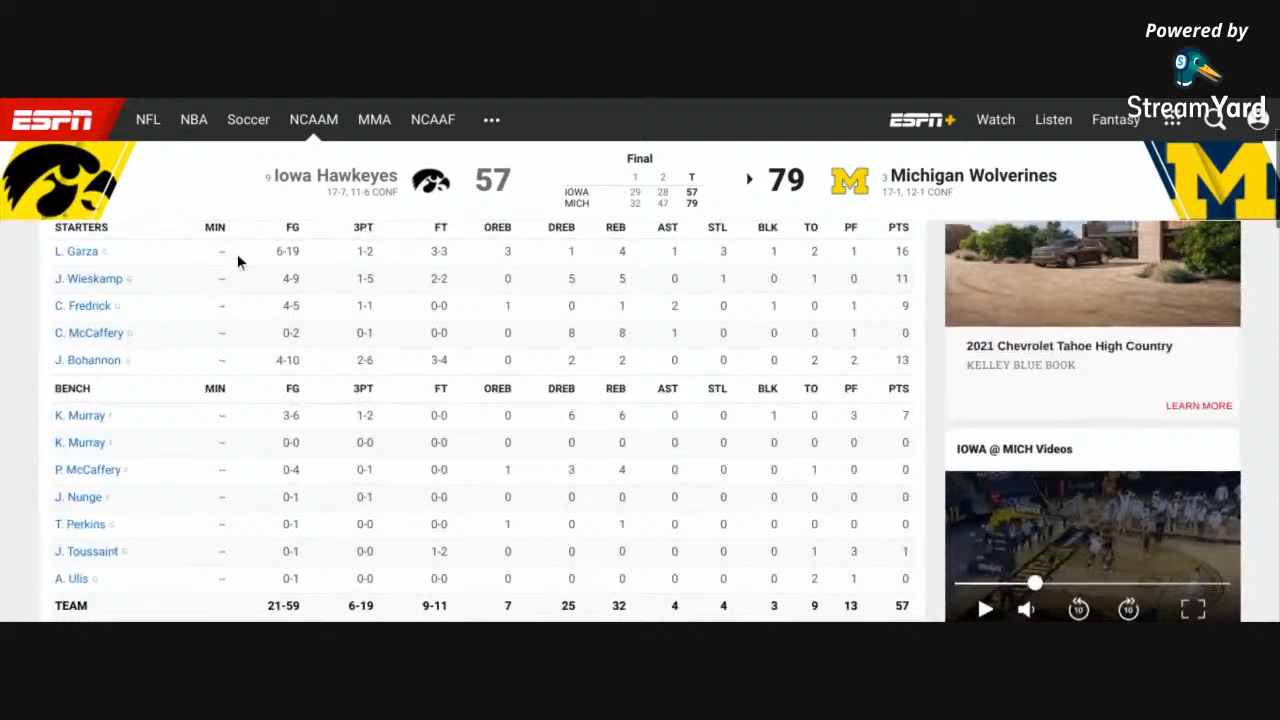 Powered by
StreamYard
ESPN NFL NBA Soccer NCAAM MMA NCAAF ••• ESPN+ Watch Listen Fantasy
Final
9 Iowa Hawkeyes 57 1 2 T 79 3 Michigan Wolverines
17-7, 11-6 CONF IOWA 29 28 57 17-1, 12-1 CONF
MICH 32 47 79
STARTERS MIN FG 3PT FT OREB DREB REB AST STL BLK TO PF PTS
L. Garza C -- 6-19 1-2 3-3 3 1 4 1 3 1 2 1 16
J. Wieskamp G -- 4-9 1-5 2-2 0 5 5 0 1 0 1 0 11
C. Fredrick G -- 4-5 1-1 0-0 1 0 1 2 0 1 0 1 9
C. McCaffery G -- 0-2 0-1 0-0 0 8 8 1 0 0 0 1 0
J. Bohannon G -- 4-10 2-6 3-4 0 2 2 0 0 0 2 2 13
BENCH MIN FG 3PT FT OREB DREB REB AST STL BLK TO PF PTS
K. Murray F -- 3-6 1-2 0-0 0 6 6 0 0 1 0 3 7
K. Murray F -- 0-0 0-0 0-0 0 0 0 0 0 0 0 0 0
P. McCaffery F -- 0-4 0-1 0-0 1 3 4 0 0 0 1 0 0
J. Nunge F -- 0-1 0-1 0-0 0 0 0 0 0 0 0 0 0
T. Perkins G -- 0-1 0-0 0-0 1 0 1 0 0 0 0 0 0
J. Toussaint G -- 0-1 0-0 1-2 0 0 0 0 0 0 1 3 1
A. Ulis G -- 0-1 0-0 0-0 0 0 0 0 0 0 2 1 0
TEAM 21-59 6-19 9-11 7 25 32 4 4 3 9 13 57
2021 Chevrolet Tahoe High Country
KELLEY BLUE BOOK
LEARN MORE
IOWA @ MICH Videos
10 10